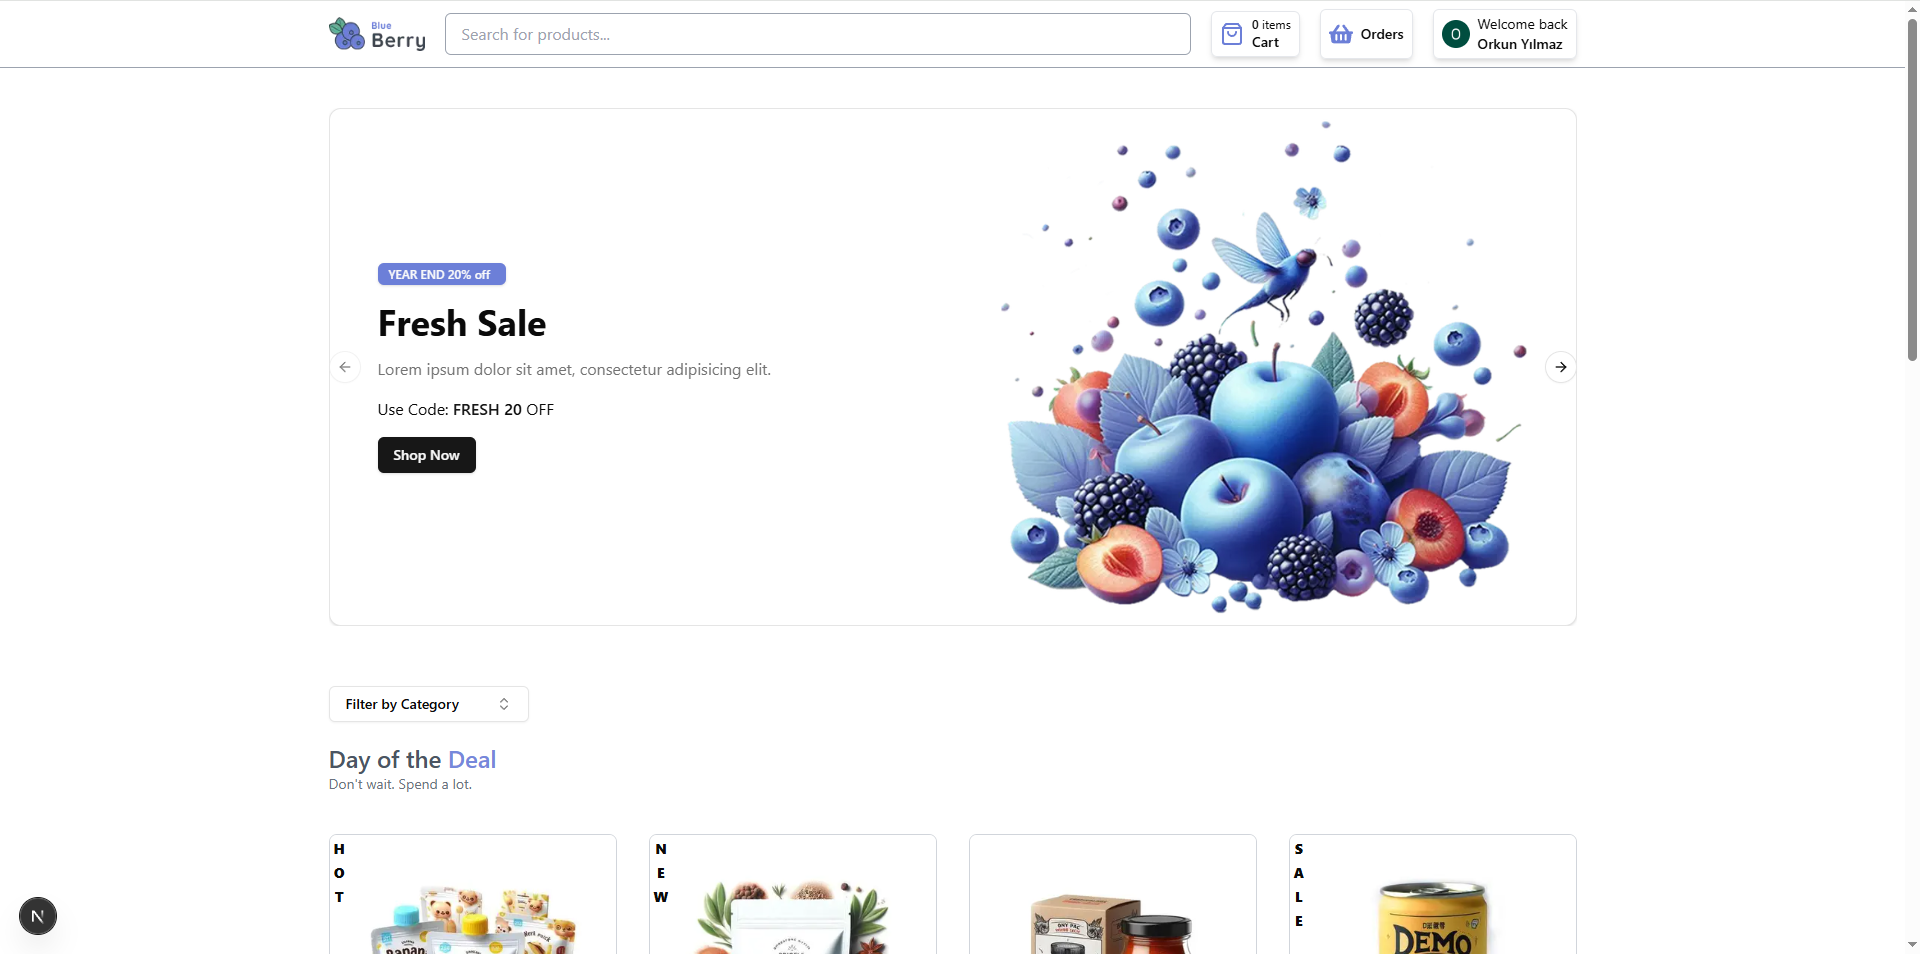 Blue
Berry
Search for products...
0 items
Cart
Orders
O
Welcome back
Orkun Yılmaz
YEAR END 20% off
Fresh Sale
Lorem ipsum dolor sit amet, consectetur adipisicing elit.
Use Code: FRESH 20 OFF
Shop Now
Filter by Category
Day of the Deal
Don't wait. Spend a lot.
H
O
T
N
E
W
S
A
L
E
N
DEMO